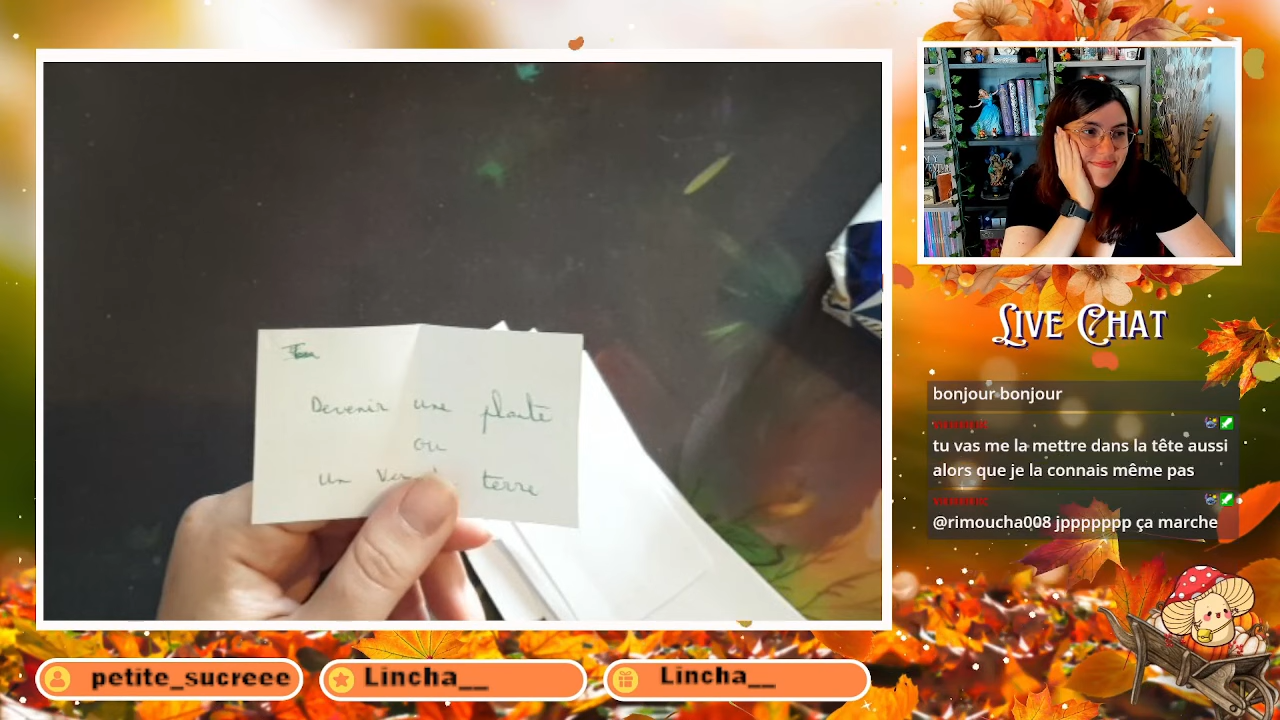 Devenir une plante
ou
un terre
LIVE CHAT
bonjour bonjour
tu vas me la mettre dans la tête aussi
alors que je la connais même pas
@rimoucha008 jppppppp ça marche
petite_sucreee
Lincha__
Lincha__